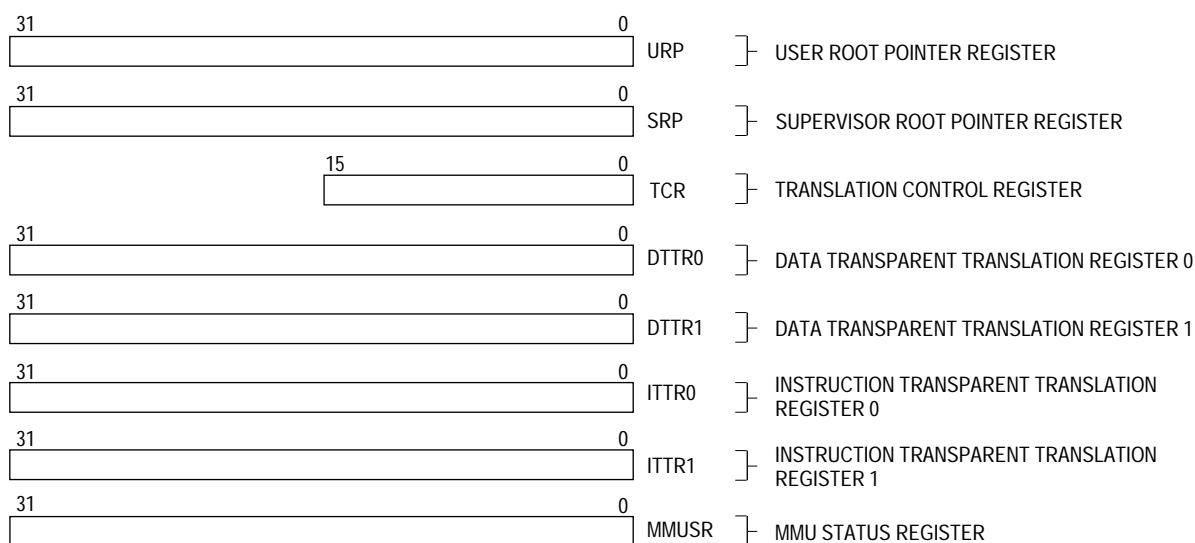 31 0
URP USER ROOT POINTER REGISTER
31 0
SRP SUPERVISOR ROOT POINTER REGISTER
15 0
TCR TRANSLATION CONTROL REGISTER
31 0
DTTR0 DATA TRANSPARENT TRANSLATION REGISTER 0
31 0
DTTR1 DATA TRANSPARENT TRANSLATION REGISTER 1
31 0
ITTR0 INSTRUCTION TRANSPARENT TRANSLATION
REGISTER 0
31 0
ITTR1 INSTRUCTION TRANSPARENT TRANSLATION
REGISTER 1
31 0
MMUSR MMU STATUS REGISTER